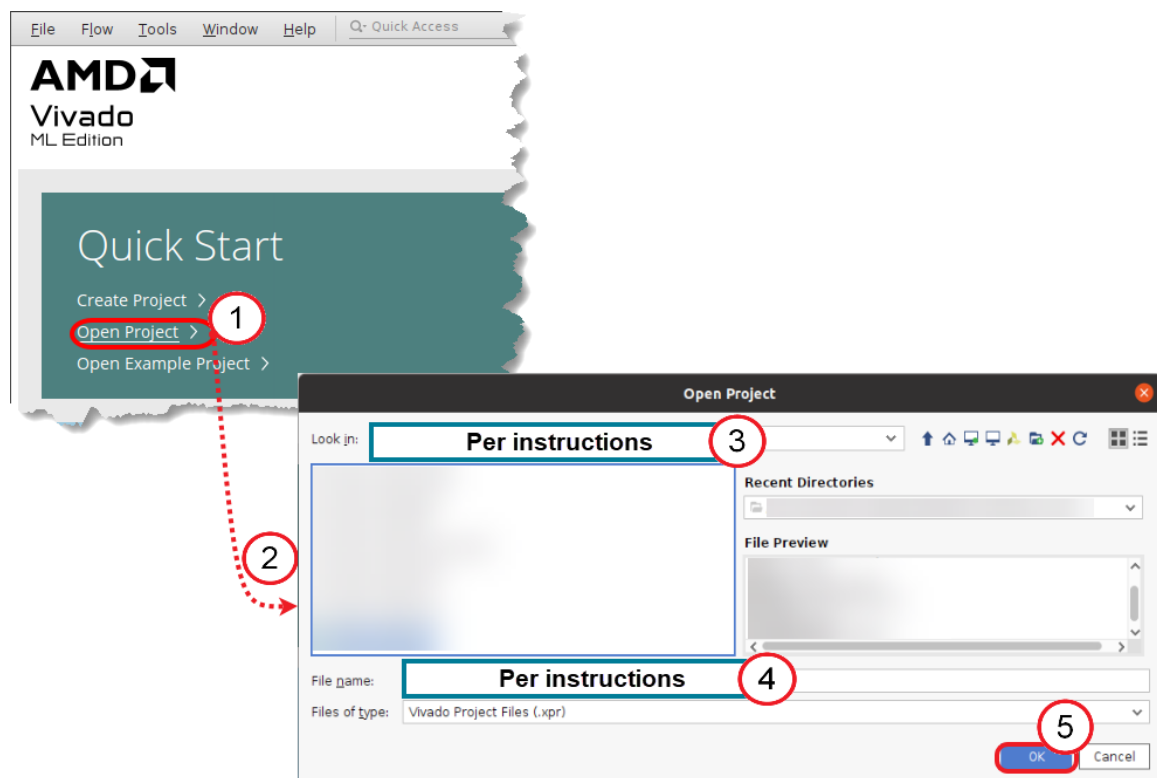 File Flow Tools Window Help Q- Quick Access
AMD
Vivado
ML Edition
Quick Start
Create Project >
1
Open Project >
Open Example Project >
Open Project
Look in: Per instructions 3
Recent Directories
2
File Preview
File name: Per instructions 4
Files of type: Vivado Project Files (.xpr)
5
OK Cancel